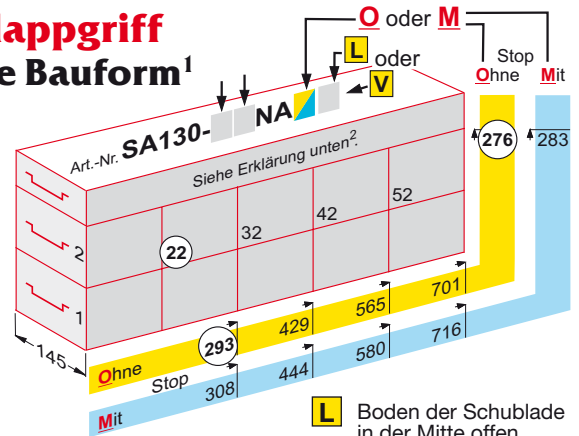 lappgriff
e Bauform¹
O oder M
L oder
V
Stop
Ohne Mit
Art.-Nr. SA130- NA
Siehe Erklärung unten².
276
283
52
42
32
22
2
1
145
Ohne 293 429 565 701
Stop
Mit 308 444 580 716
L Boden der Schublade
in der Mitte offen